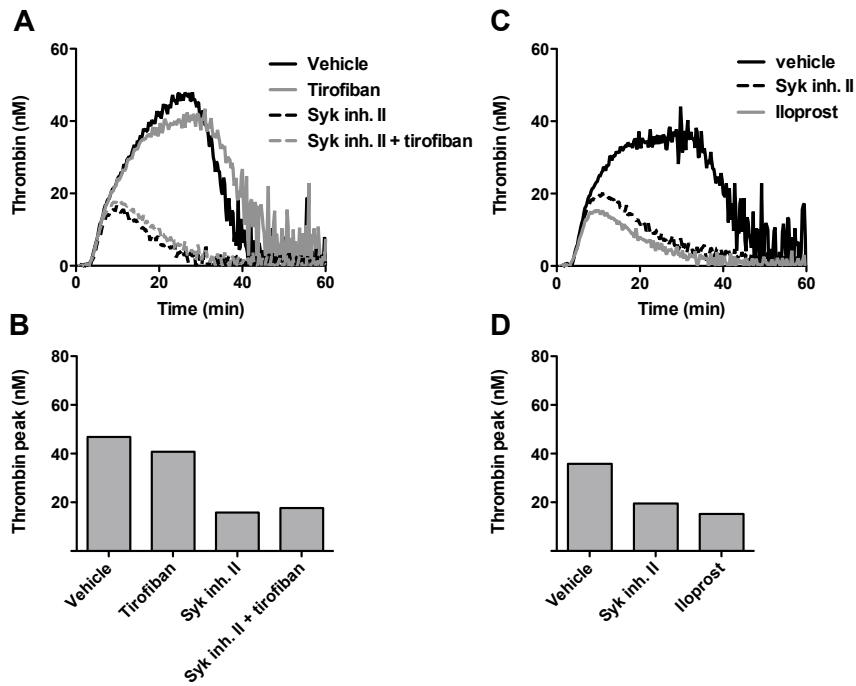 A
60
40
20
0
Thrombin (nM)
0
20
40
60
Time (min)
Vehicle
Tirofiban
Syk inh. II
Syk inh. II + tirofiban
C
60
40
20
0
Thrombin (nM)
0
20
40
60
Time (min)
vehicle
Syk inh. II
Iloprost
B
80
60
40
20
Thrombin peak (nM)
Vehicle
Tirofiban
Syk inh. II
Syk inh. II + tirofiban
D
80
60
40
20
Thrombin peak (nM)
Vehicle
Syk inh. II
Iloprost